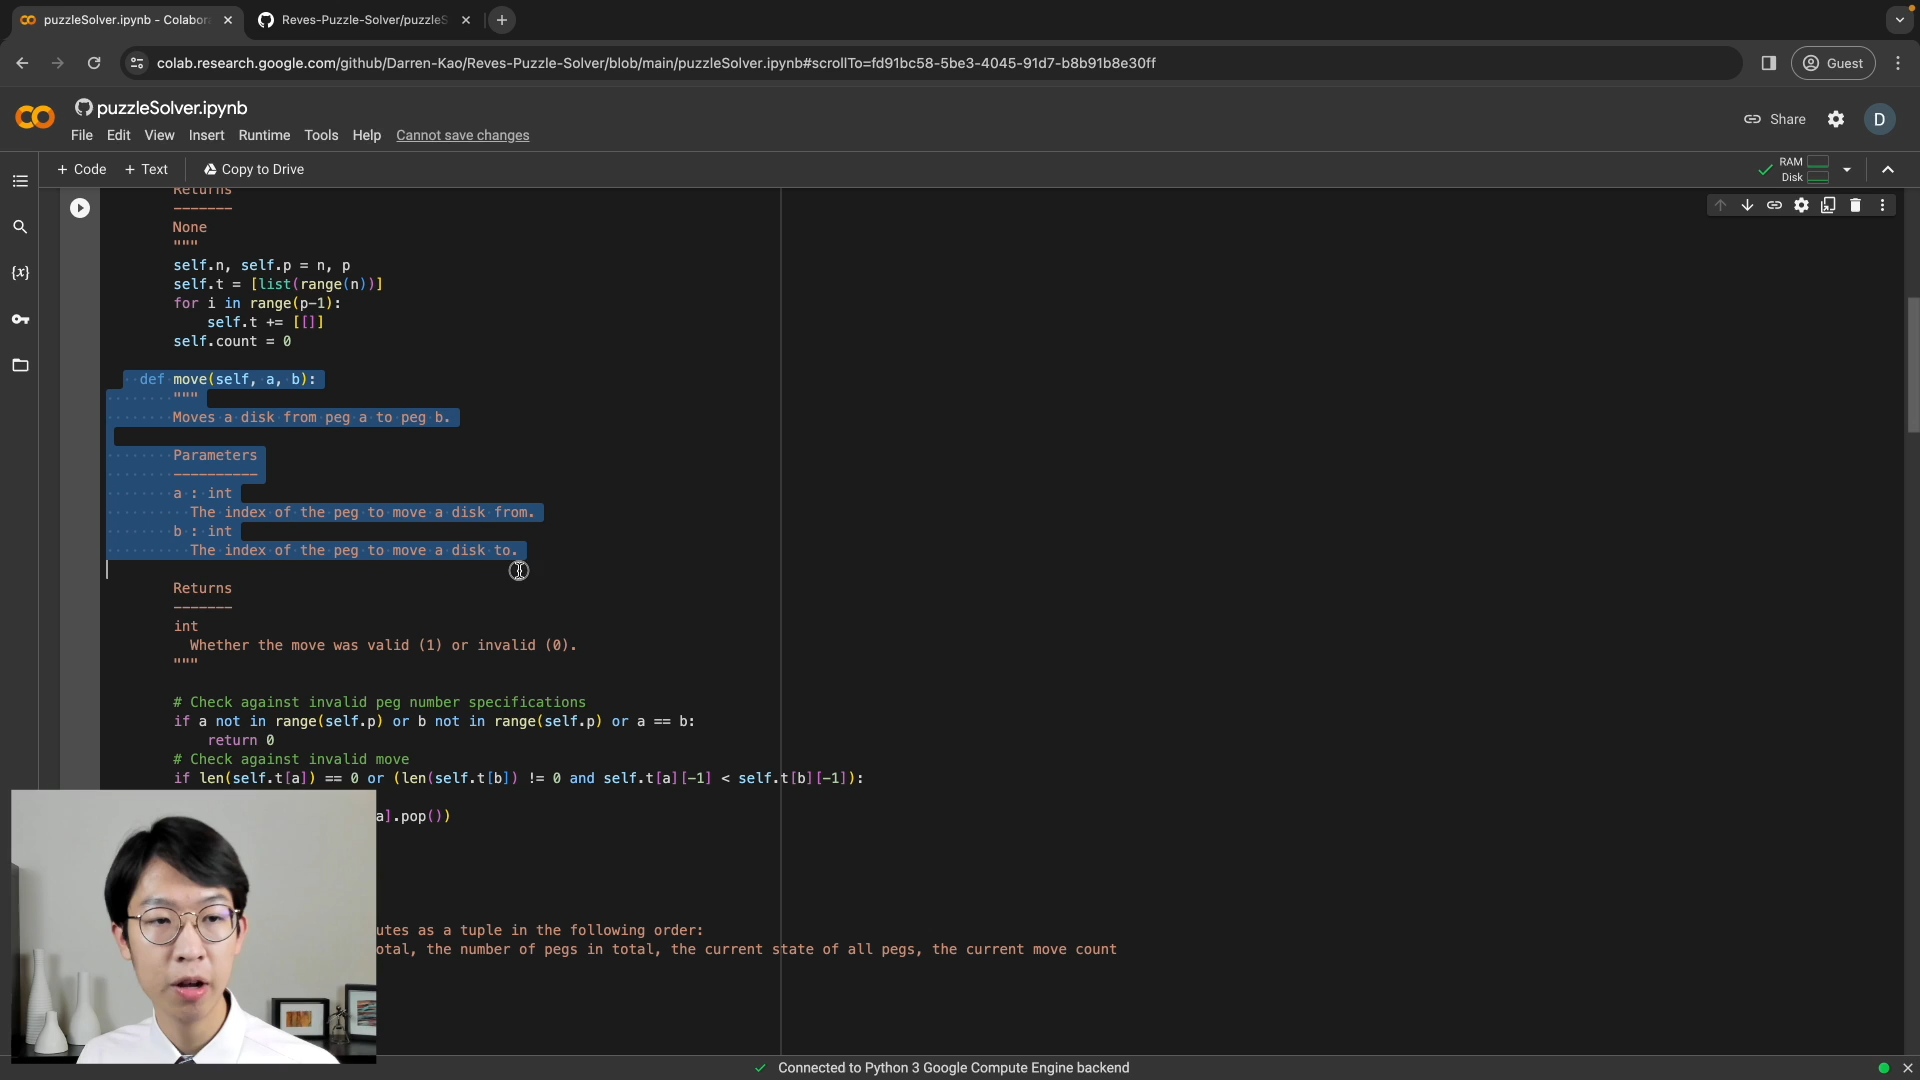 puzzleSolver.ipynb - Colabor
Reves-Puzzle-Solver/puzzleS
colab.research.google.com/github/Darren-Kao/Reves-Puzzle-Solver/blob/main/puzzleSolver.ipynb#scrollTo=fd91bc58-5be3-4045-91d7-b8b91b8e30ff
Guest
puzzleSolver.ipynb
File Edit View Insert Runtime Tools Help Cannot save changes
Share
D
+ Code + Text Copy to Drive
RAM
Disk
{x}
Returns
-------
None
"""
self.n, self.p = n, p
self.t = [list(range(n))]
for i in range(p-1):
self.t += [[]]
self.count = 0
def move(self, a, b):
"""
Moves a disk from peg a to peg b.
Parameters
----------
a : int
The index of the peg to move a disk from.
b : int
The index of the peg to move a disk to.
Returns
-------
int
Whether the move was valid (1) or invalid (0).
"""
# Check against invalid peg number specifications
if a not in range(self.p) or b not in range(self.p) or a == b:
return 0
# Check against invalid move
if len(self.t[a]) == 0 or (len(self.t[b]) != 0 and self.t[a][-1] < self.t[b][-1]):
a].pop())
utes as a tuple in the following order:
otal, the number of pegs in total, the current state of all pegs, the current move count
Connected to Python 3 Google Compute Engine backend